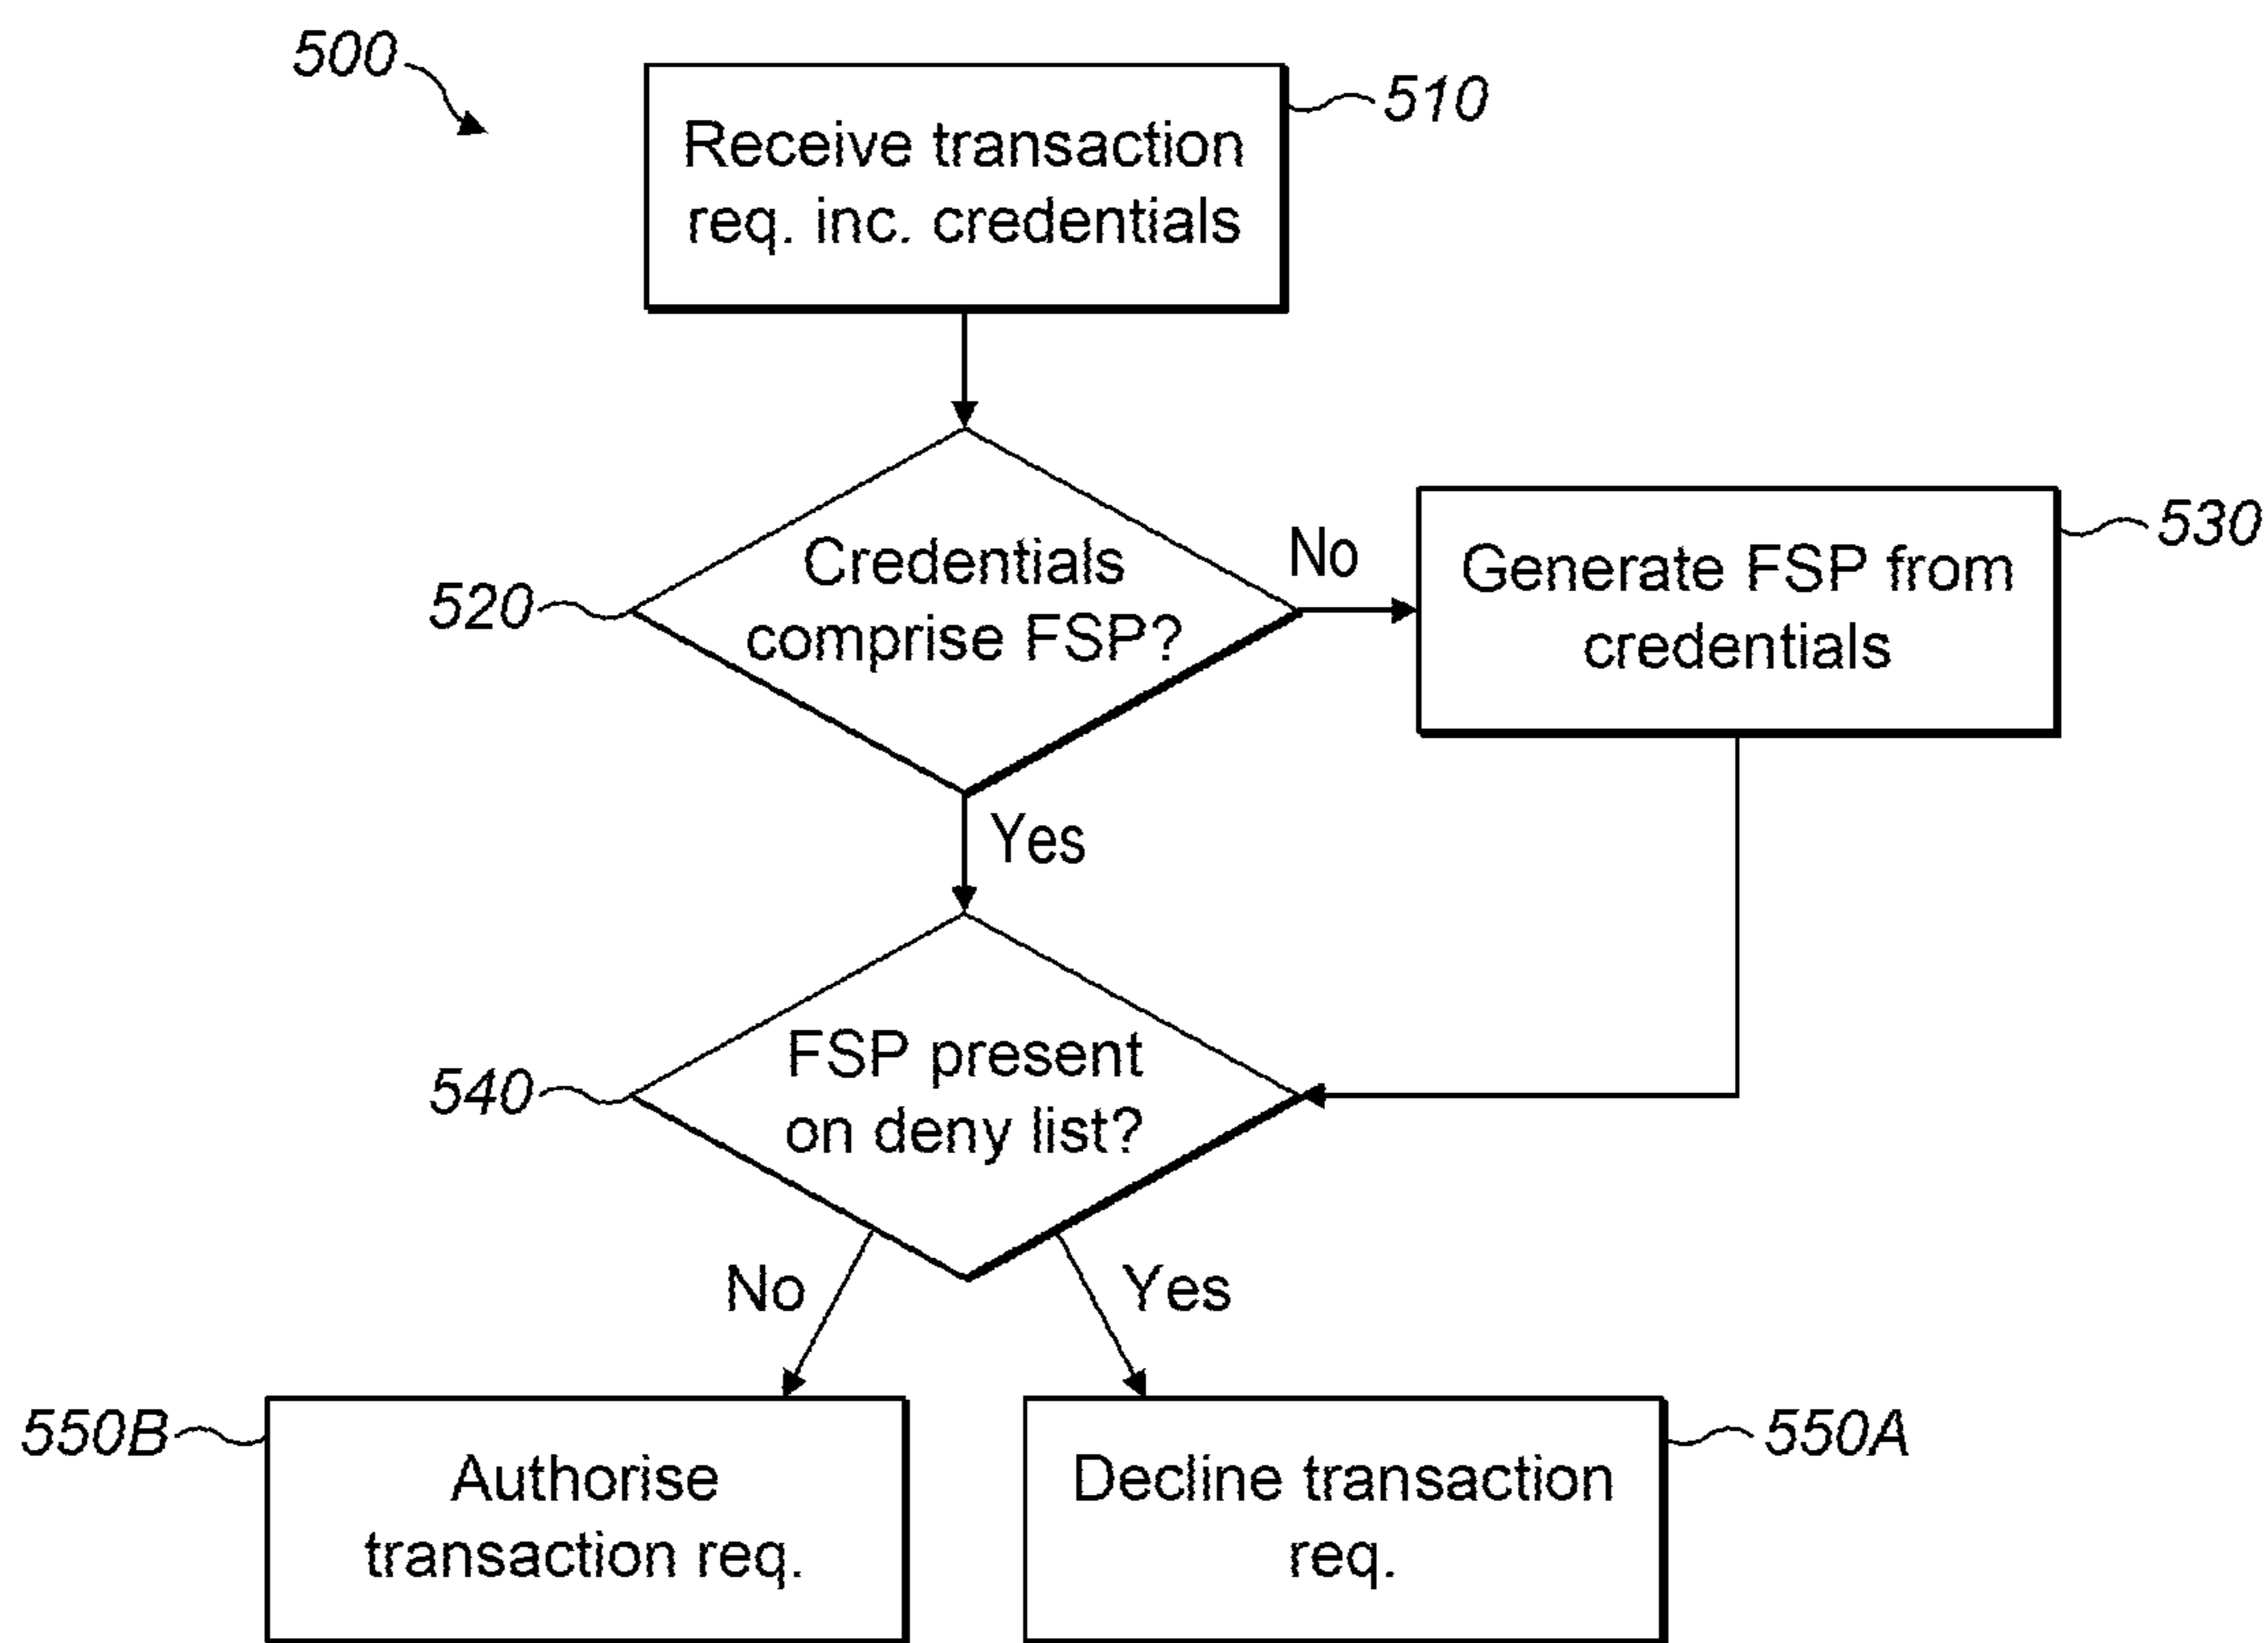 500
Receive transaction
req. inc. credentials
510
520
Credentials
comprise FSP?
No
Generate FSP from
credentials
530
Yes
540
FSP present
on deny list?
No
Yes
550B
Authorise
transaction req.
Decline transaction
req.
550A